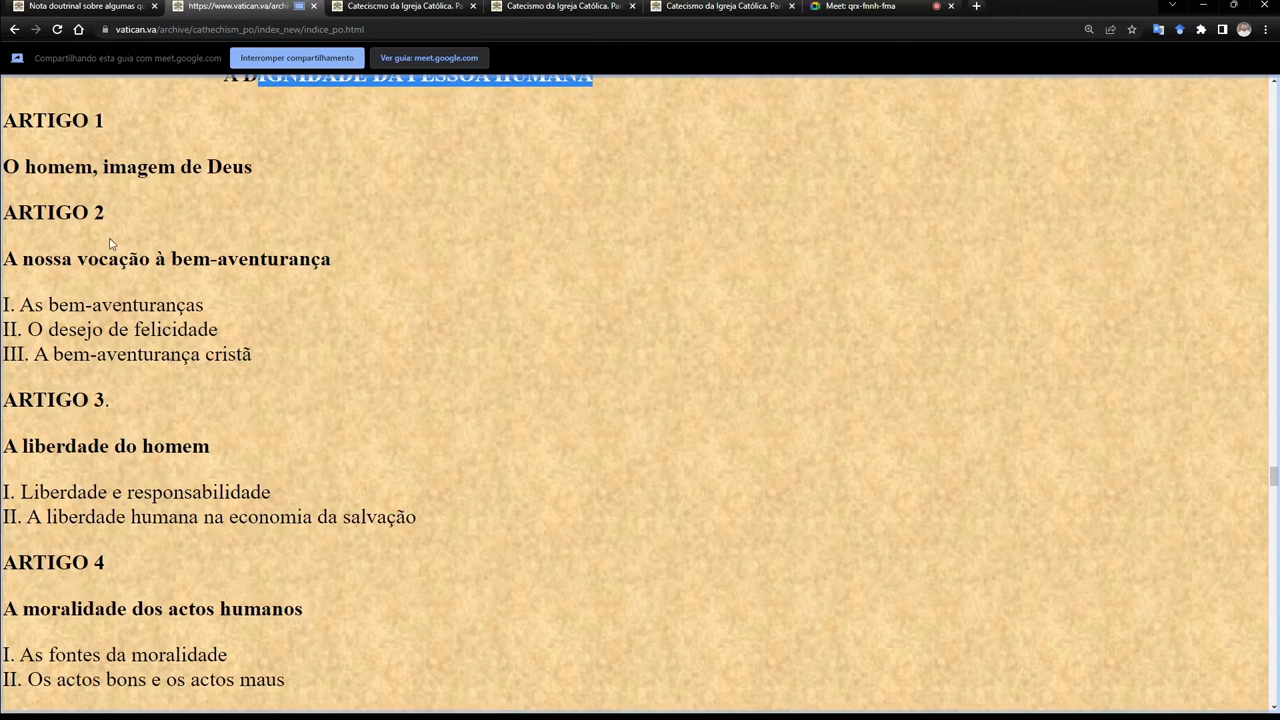 Nota doutrinal sobre algumas q
https://www.vatican.va/archi
Catecismo da Igreja Católica. Pa
Catecismo da Igreja Católica. Pa
Catecismo da Igreja Católica. Pa
Meet: qrx-fnnh-fma
vatican.va/archive/cathechism_po/index_new/indice_po.html
Compartilhando esta guia com meet.google.com
Interromper compartilhamento
Ver guia: meet.google.com
A DIGNIDADE DA PESSOA HUMANA
ARTIGO 1
O homem, imagem de Deus
ARTIGO 2
A nossa vocação à bem-aventurança
I. As bem-aventuranças
II. O desejo de felicidade
III. A bem-aventurança cristã
ARTIGO 3.
A liberdade do homem
I. Liberdade e responsabilidade
II. A liberdade humana na economia da salvação
ARTIGO 4
A moralidade dos actos humanos
I. As fontes da moralidade
II. Os actos bons e os actos maus